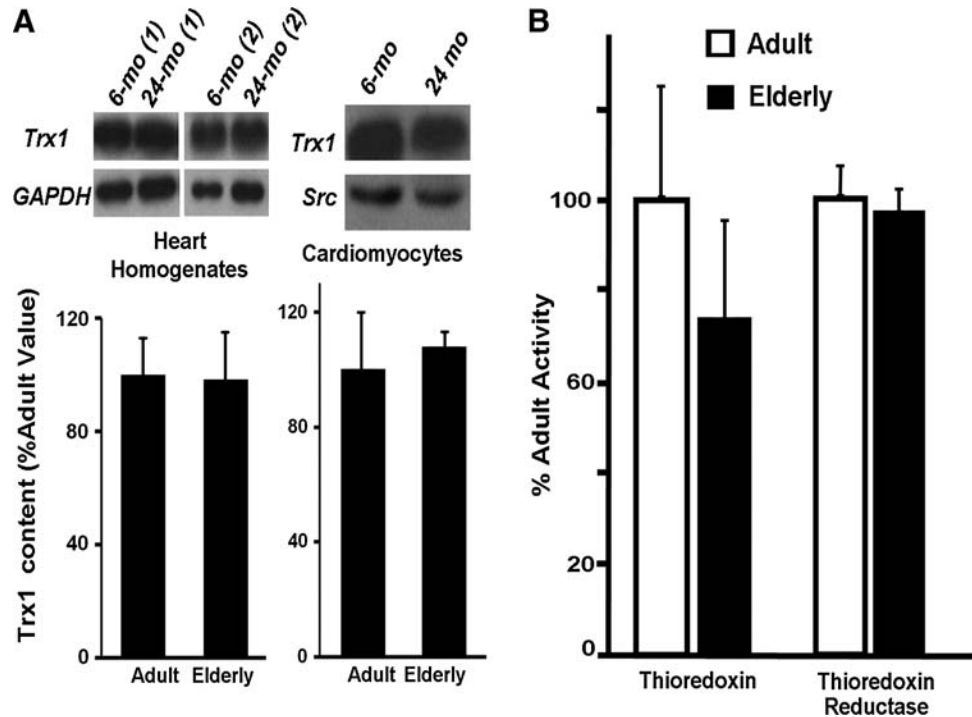 A
6-mo (1)
24-mo (1)
6-mo (2)
24-mo (2)
6-mo
24 mo
Trx1
GAPDH
Trx1
Src
Heart
Homogenates
Cardiomyocytes
Trx1 content (%Adult Value)
120
80
40
0
Adult Elderly
120
80
40
0
Adult Elderly
B
Adult
Elderly
% Adult Activity
100
60
20
0
Thioredoxin
Thioredoxin
Reductase